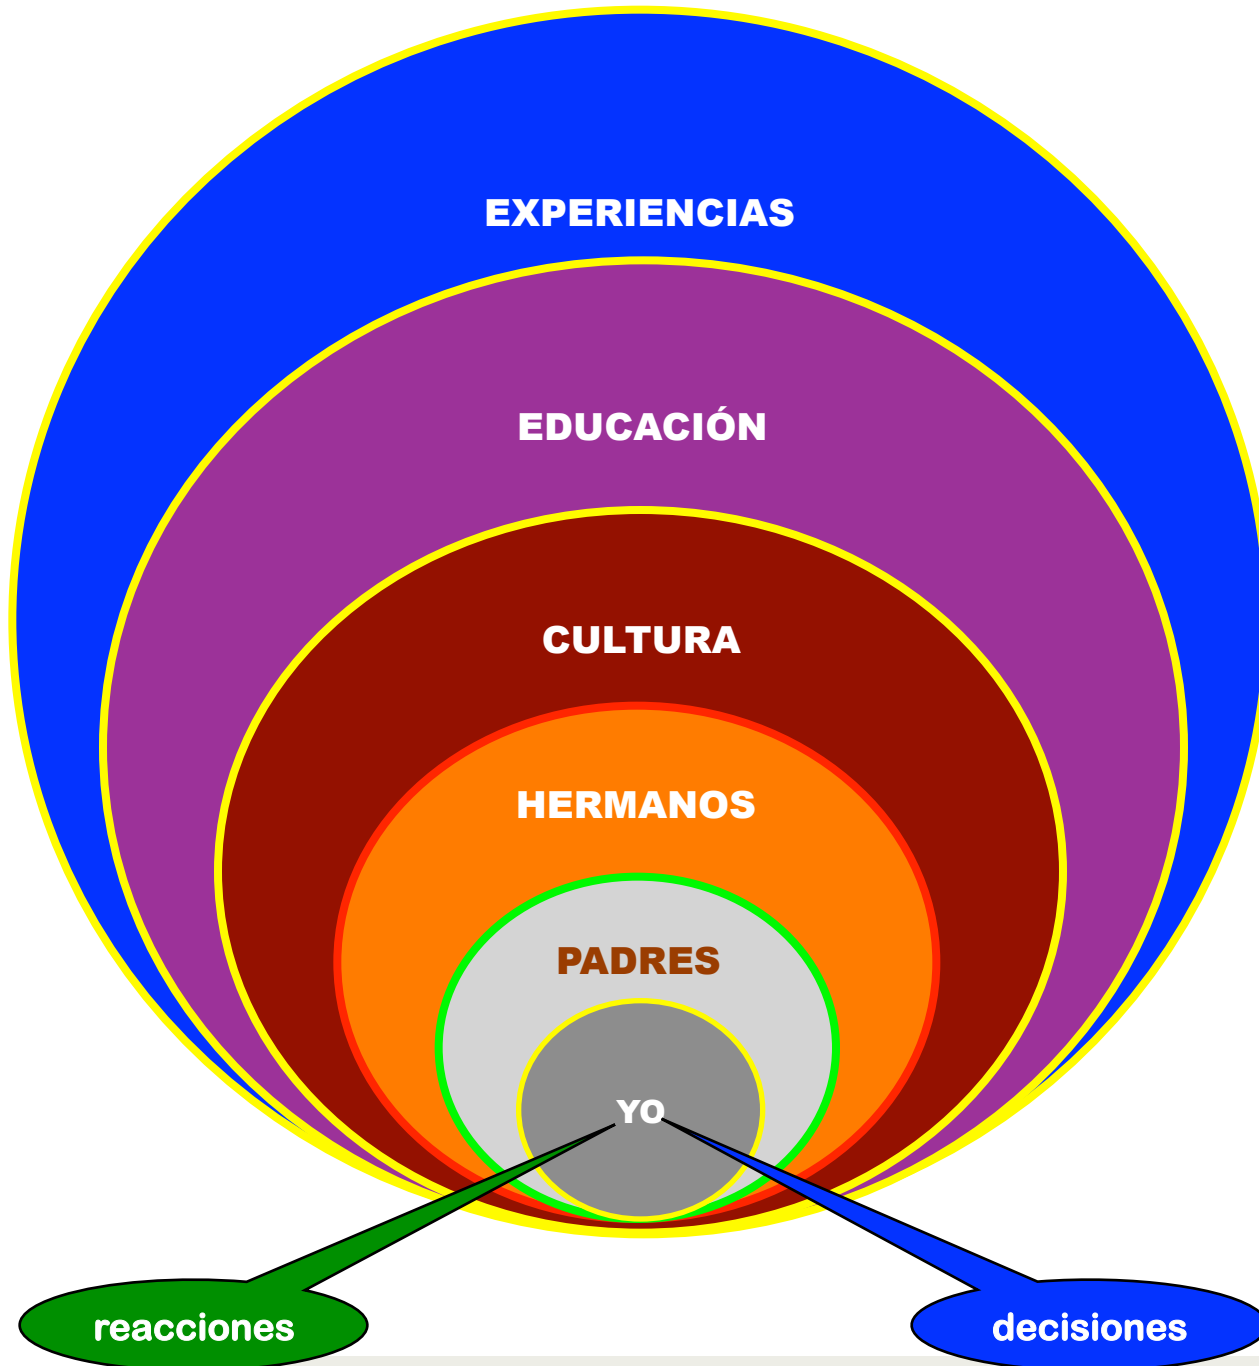 EXPERIENCIAS
EDUCACIÓN
CULTURA
HERMANOS
PADRES
YO
reacciones
decisiones